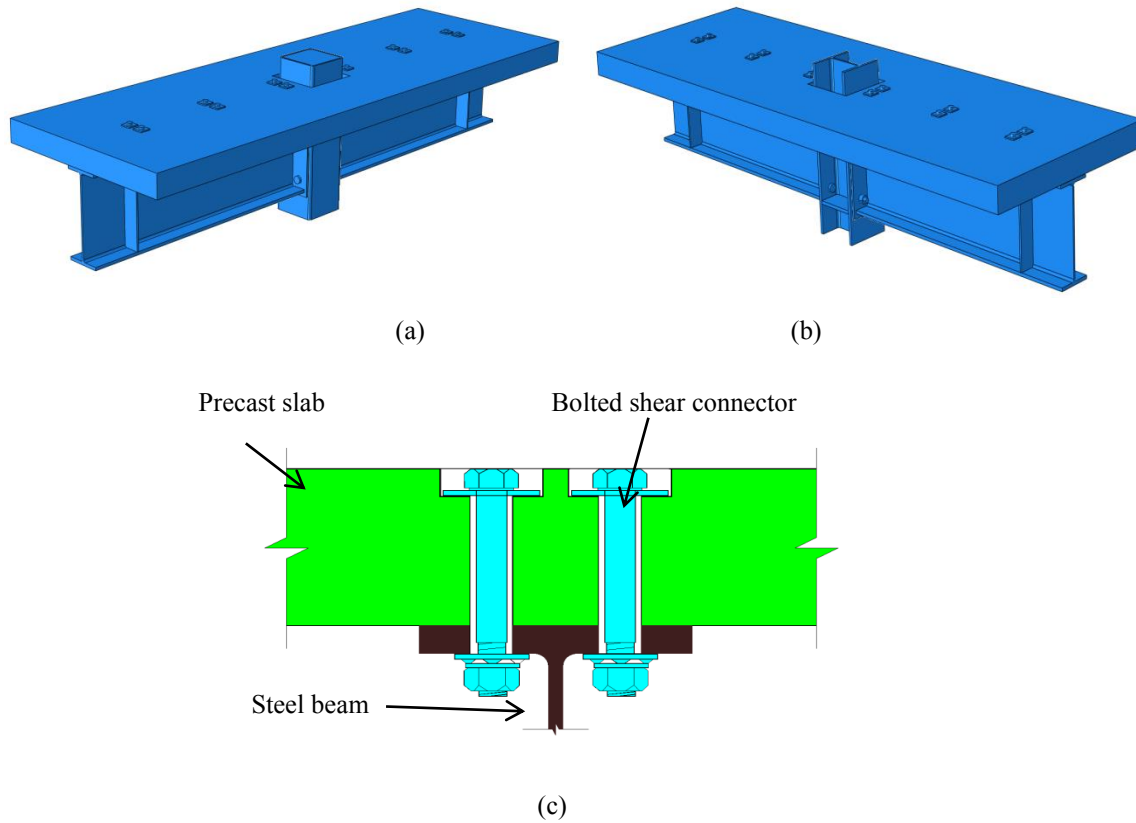 (a)
(b)
Precast slab
Bolted shear connector
Steel beam
(c)